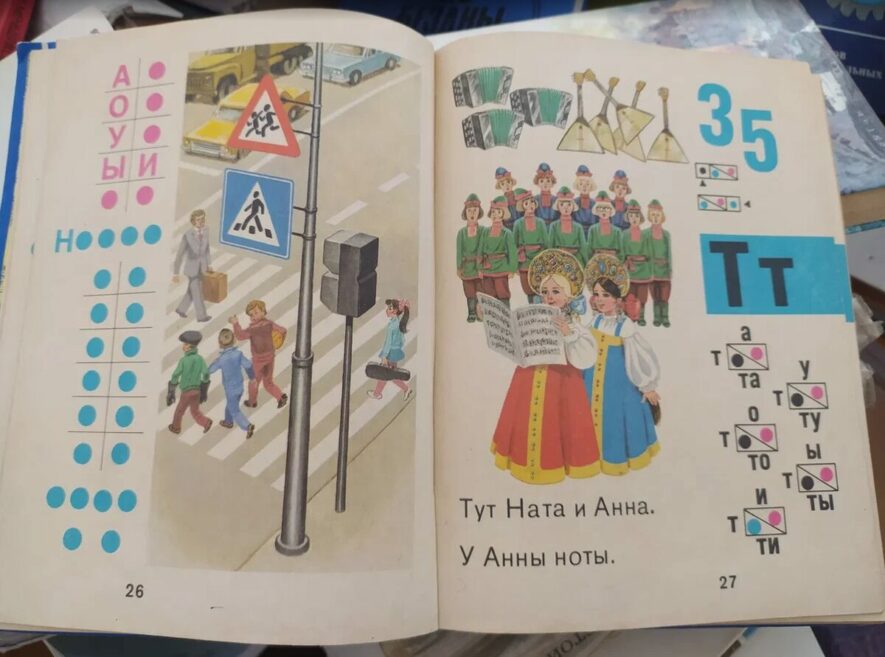 А
О
У
Ы И
Н
26
35
Тт
а
т
та
у
т
ту
о
т
то
ы
т
ты
и
т
ти
Тут Ната и Анна.
У Анны ноты.
27